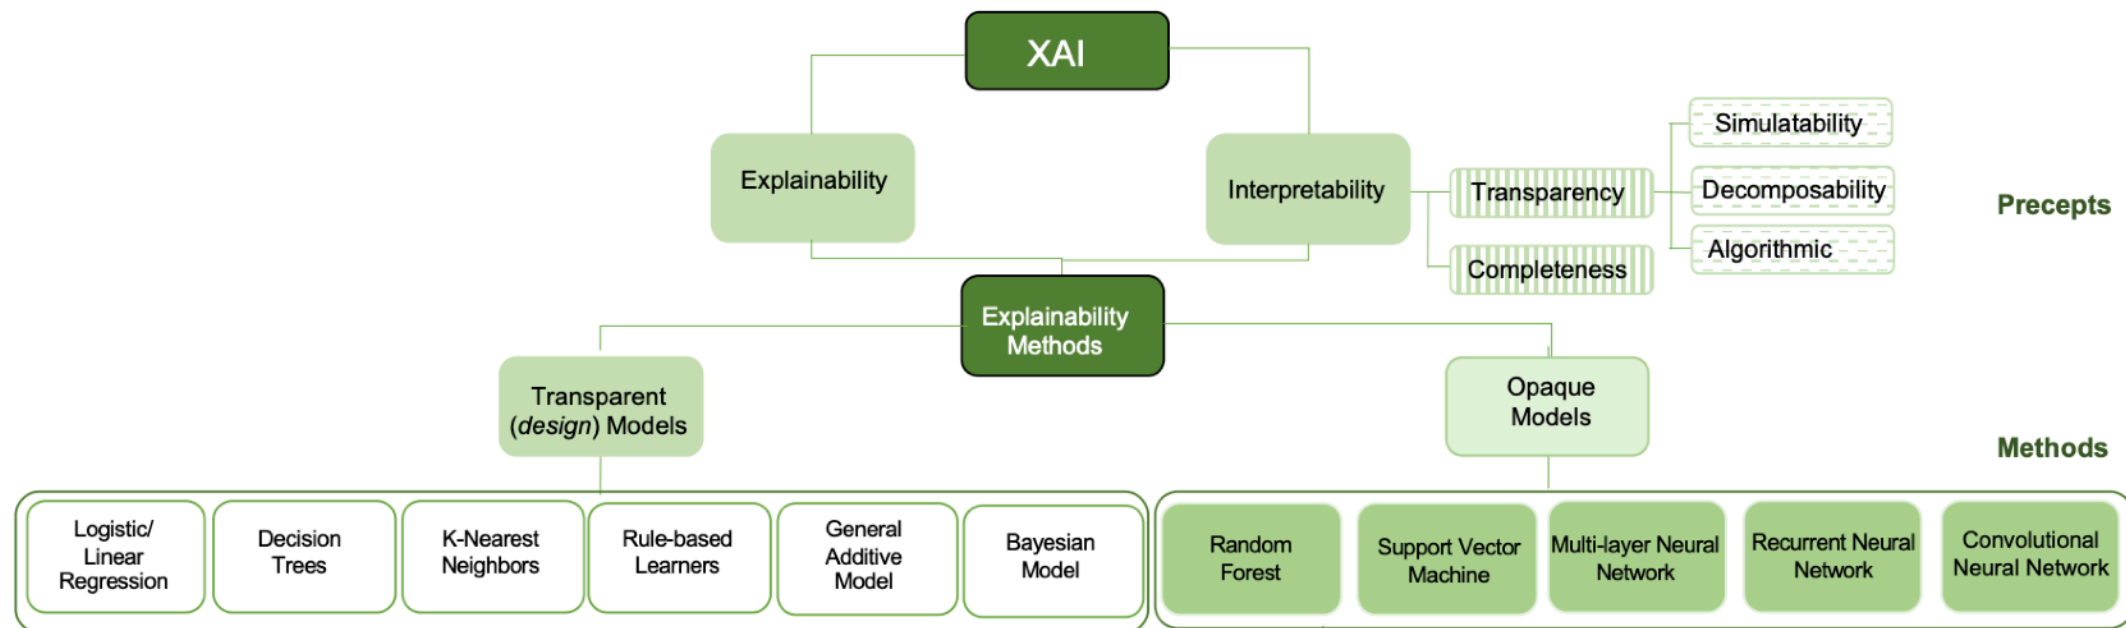 XAI
Explainability
Interpretability
Transparency
Completeness
Simulatability
Decomposability
Algorithmic
Precepts
Explainability
Methods
Transparent
(design) Models
Opaque
Models
Methods
Logistic/
Linear
Regression
Decision
Trees
K-Nearest
Neighbors
Rule-based
Learners
General
Additive
Model
Bayesian
Model
Random
Forest
Support Vector
Machine
Multi-layer Neural
Network
Recurrent Neural
Network
Convolutional
Neural Network